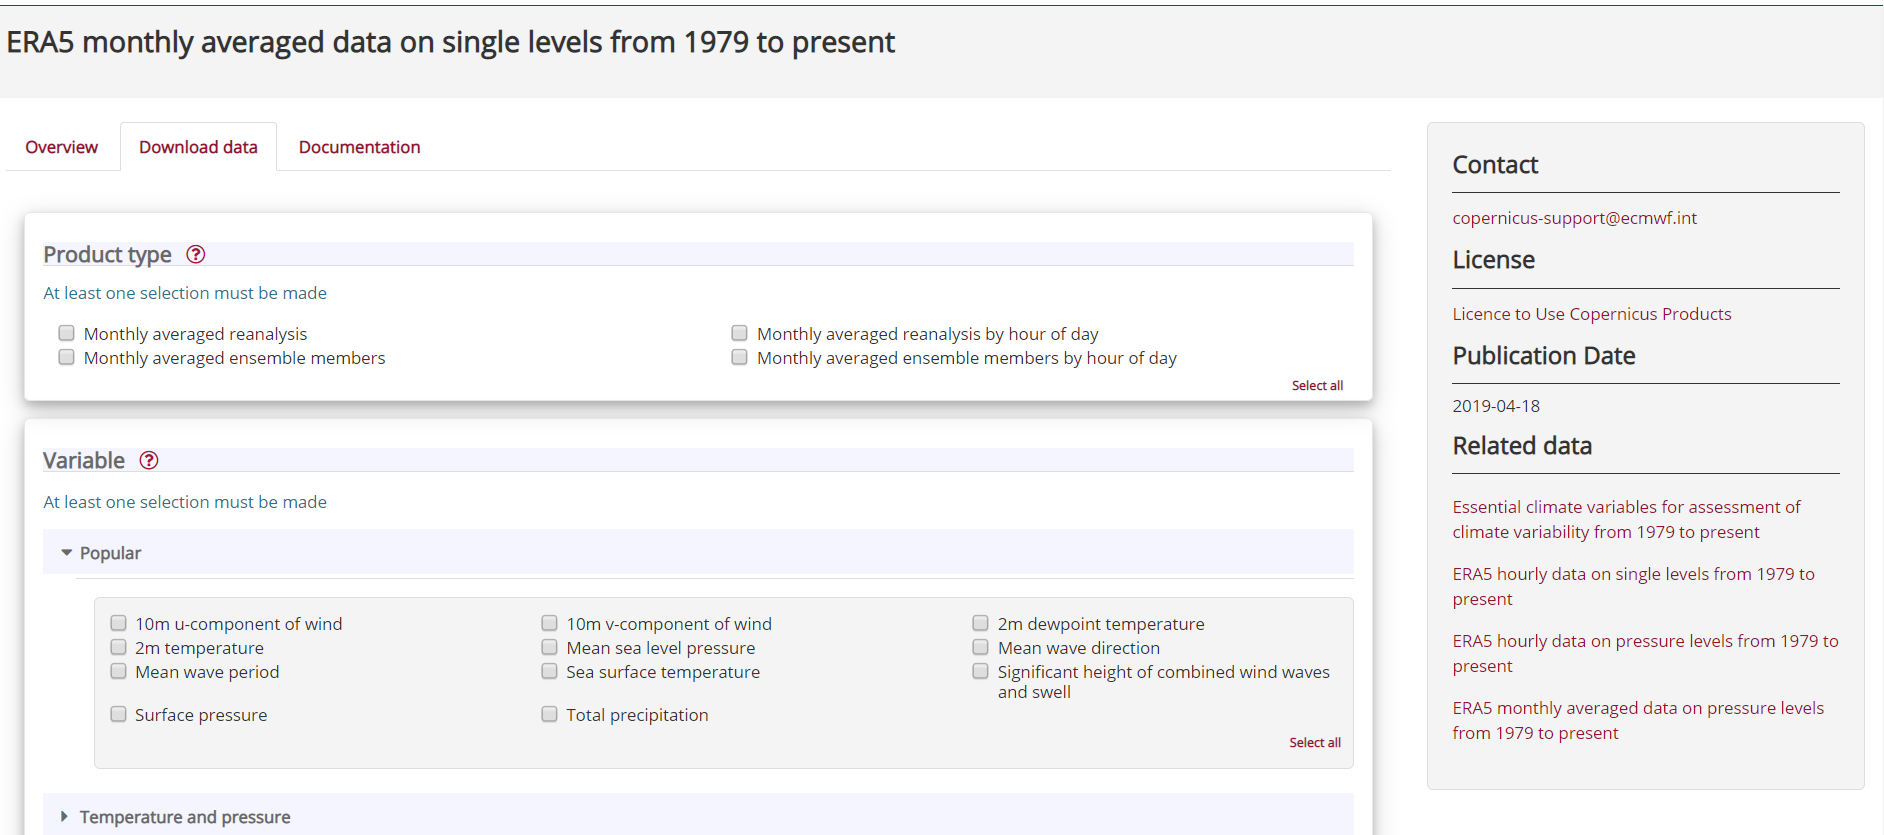 ERA5 monthly averaged data on single levels from 1979 to present
Overview
Download data
Documentation
Product type ?
At least one selection must be made
Monthly averaged reanalysis
Monthly averaged reanalysis by hour of day
Monthly averaged ensemble members
Monthly averaged ensemble members by hour of day
Select all
Variable ?
At least one selection must be made
Popular
10m u-component of wind
10m v-component of wind
2m dewpoint temperature
2m temperature
Mean sea level pressure
Mean wave direction
Mean wave period
Sea surface temperature
Significant height of combined wind waves
and swell
Surface pressure
Total precipitation
Select all
Temperature and pressure
Contact
copernicus-support@ecmwf.int
License
Licence to Use Copernicus Products
Publication Date
2019-04-18
Related data
Essential climate variables for assessment of
climate variability from 1979 to present
ERA5 hourly data on single levels from 1979 to
present
ERA5 hourly data on pressure levels from 1979 to
present
ERA5 monthly averaged data on pressure levels
from 1979 to present